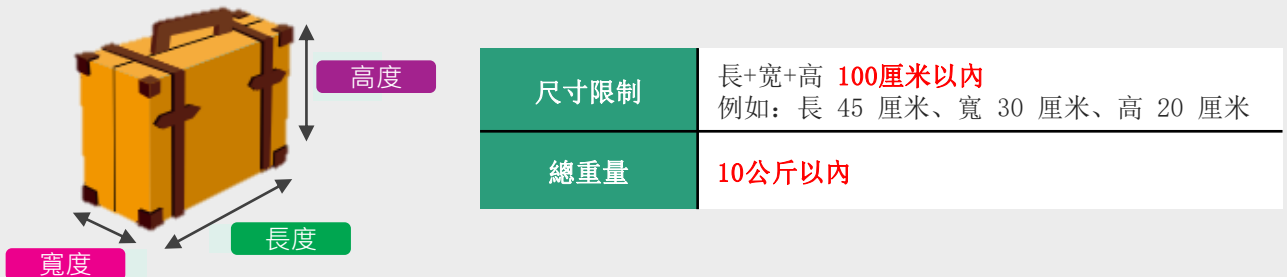 高度
長度
寬度
尺寸限制
長+宽+高 100厘米以內
例如：長 45 厘米、寬 30 厘米、高 20 厘米
總重量
10公斤以內